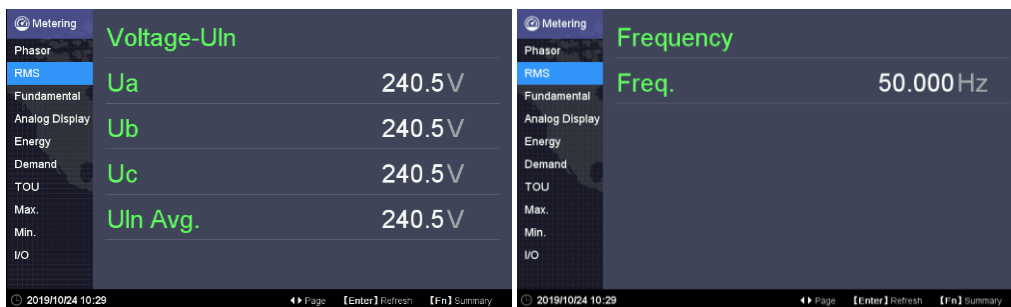 Metering
Phasor
RMS
Fundamental
Analog Display
Energy
Demand
TOU
Max.
Min.
I/O
Voltage-Uln
Ua 240.5 V
Ub 240.5 V
Uc 240.5 V
Uln Avg. 240.5 V
2019/10/24 10:29 Page 【Enter】Refresh 【Fn】Summary
Metering
Phasor
RMS
Fundamental
Analog Display
Energy
Demand
TOU
Max.
Min.
I/O
Frequency
Freq. 50.000 Hz
2019/10/24 10:29 Page 【Enter】Refresh 【Fn】Summary